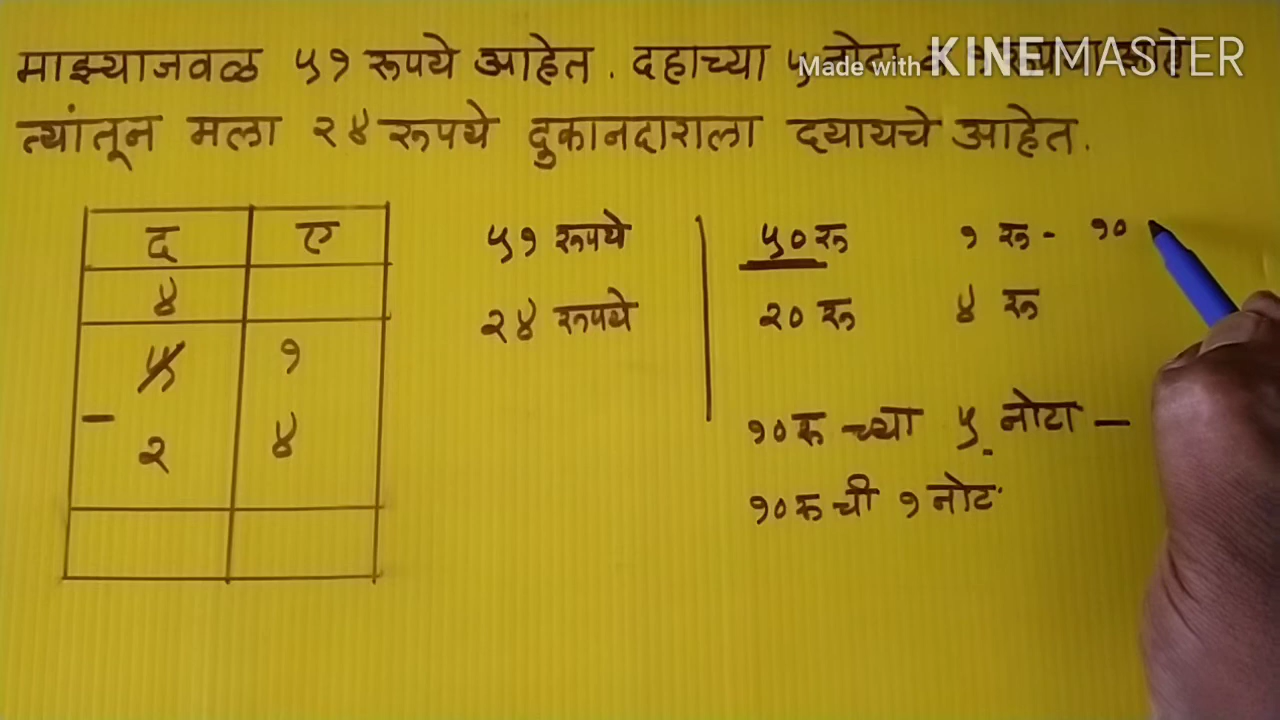 माझ्याजवळ ५१ रूपये आहेत. दहाच्या ५
Made with KINEMASTER
त्यांतून मला २४ रूपये दुकानदाराला दयायचे आहेत.
द ए
४
५ १
– २ ४
५१ रूपये
२४ रूपये
५० रू १ रू - १०
२० रू ४ रू
१० रू च्या ५ नोटा –
१० रू ची १ नोट